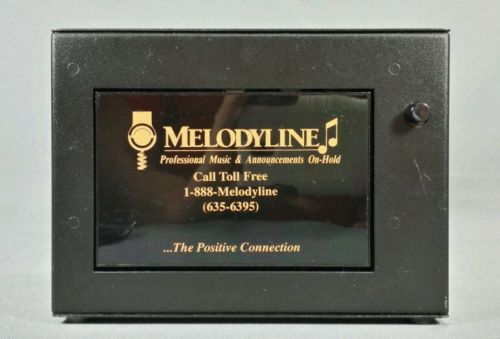 MELODYLINE
Professional Music & Announcements On-Hold
Call Toll Free
1-888-Melodyline
(635-6395)
...The Positive Connection